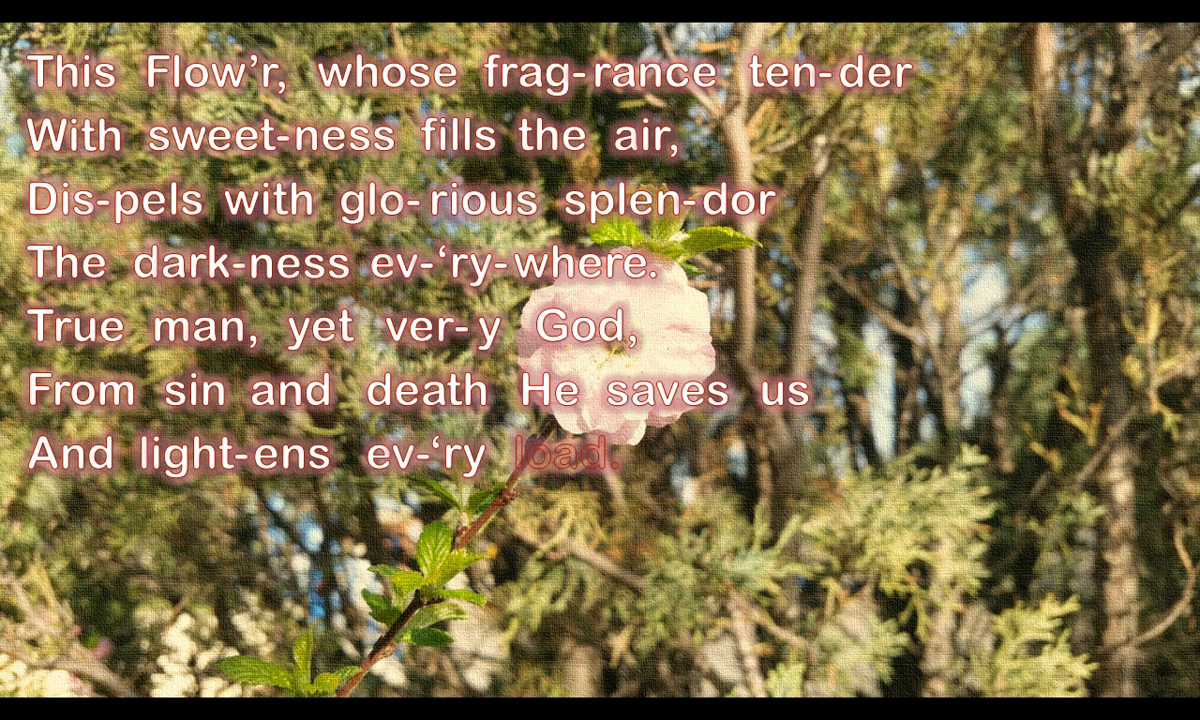 This Flow’r, whose frag-rance ten-der
With sweet-ness fills the air,
Dis-pels with glo-rious splen-dor
The dark-ness ev-‘ry-where.
True man, yet ver-y God,
From sin and death He saves us
And light-ens ev-‘ry load.